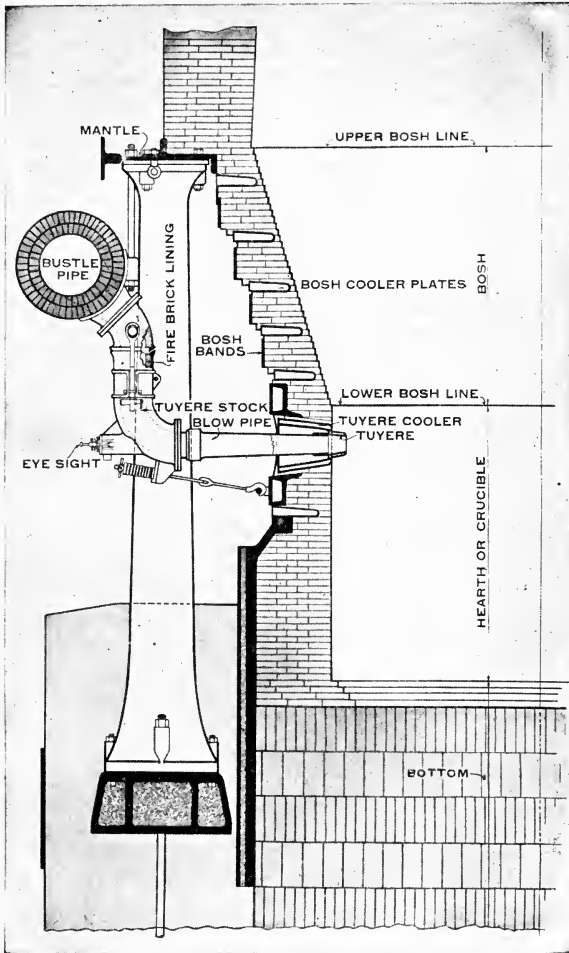 MANTLE
UPPER BOSH LINE
BUSTLE
PIPE
FIRE BRICK LINING
BOSH COOLER PLATES
BOSH
BOSH
BANDS
LOWER BOSH LINE
TUYERE STOCK
BLOW PIPE
TUYERE COOLER
TUYERE
EYE SIGHT
HEARTH OR CRUCIBLE
BOTTOM